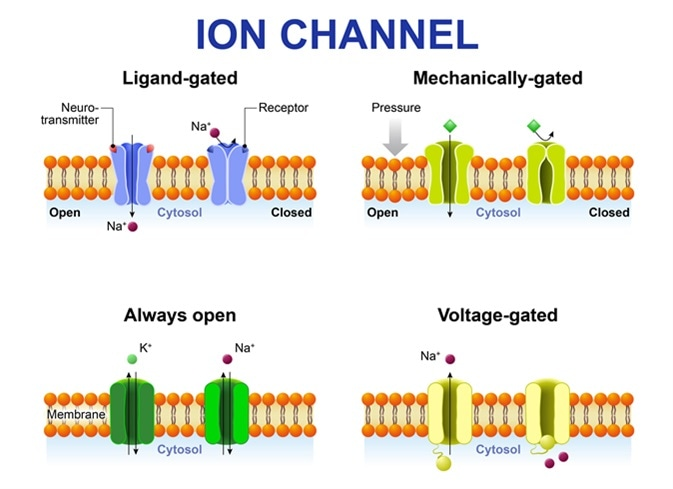 ION CHANNEL
Ligand-gated
Neuro-
transmitter
Na⁺
Receptor
Open
Cytosol
Closed
Na⁺
Mechanically-gated
Pressure
Open
Cytosol
Closed
Always open
K⁺
Na⁺
Membrane
Cytosol
Voltage-gated
Na⁺
Cytosol